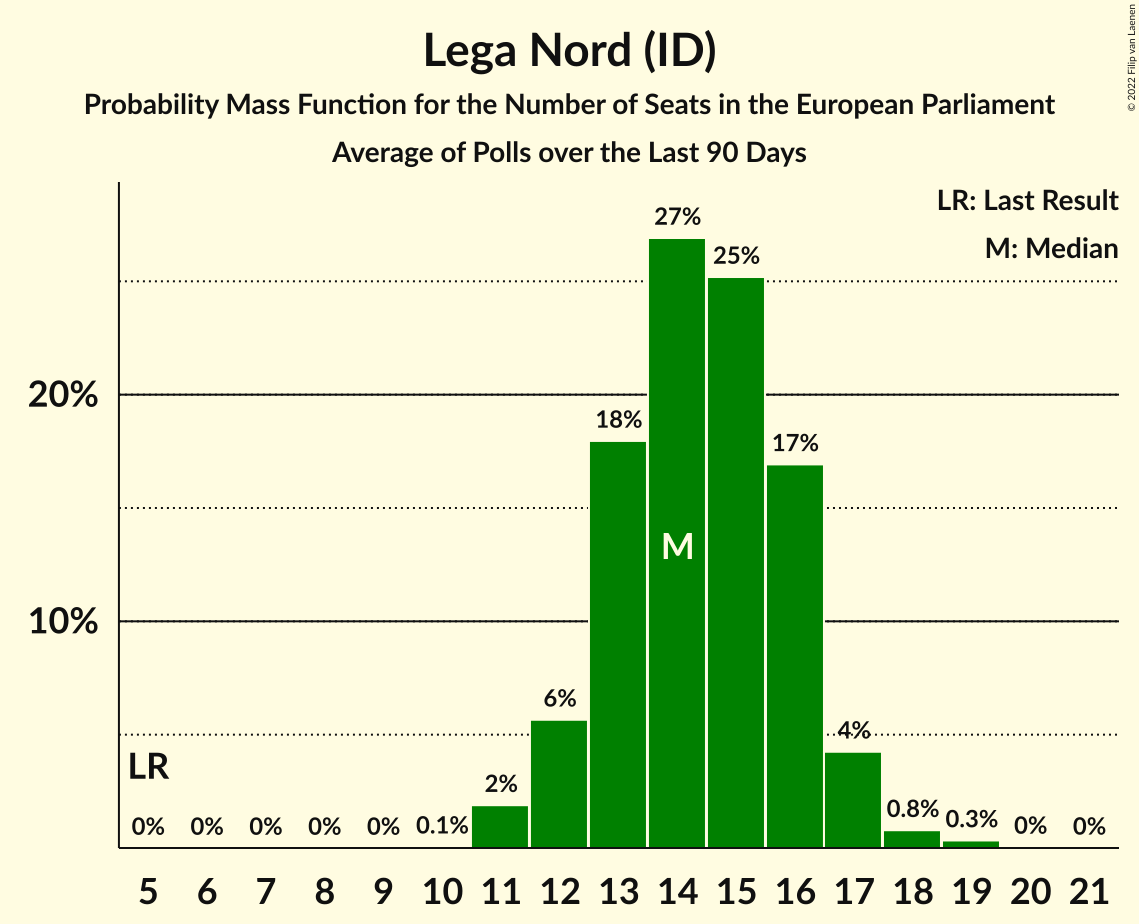 Lega Nord (ID)
Probability Mass Function for the Number of Seats in the European Parliament
Average of Polls over the Last 90 Days
© 2022 Filip van Laenen
LR: Last Result
M: Median
27%
25%
20%
18%
17%
M
10%
6%
4%
LR
2%
0% 0% 0% 0% 0% 0.1% 0.8% 0.3% 0% 0%
5 6 7 8 9 10 11 12 13 14 15 16 17 18 19 20 21